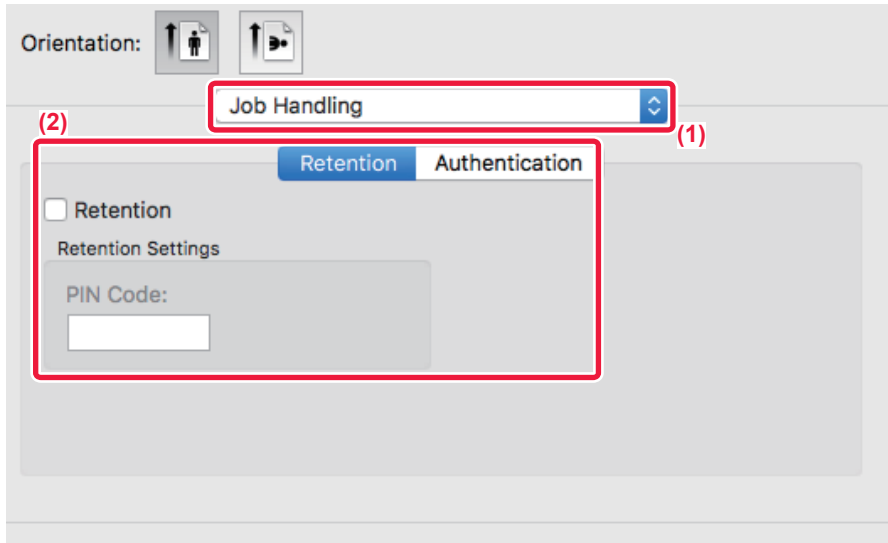 Orientation:
Job Handling
(1)
(2)
Retention Authentication
Retention
Retention Settings
PIN Code: